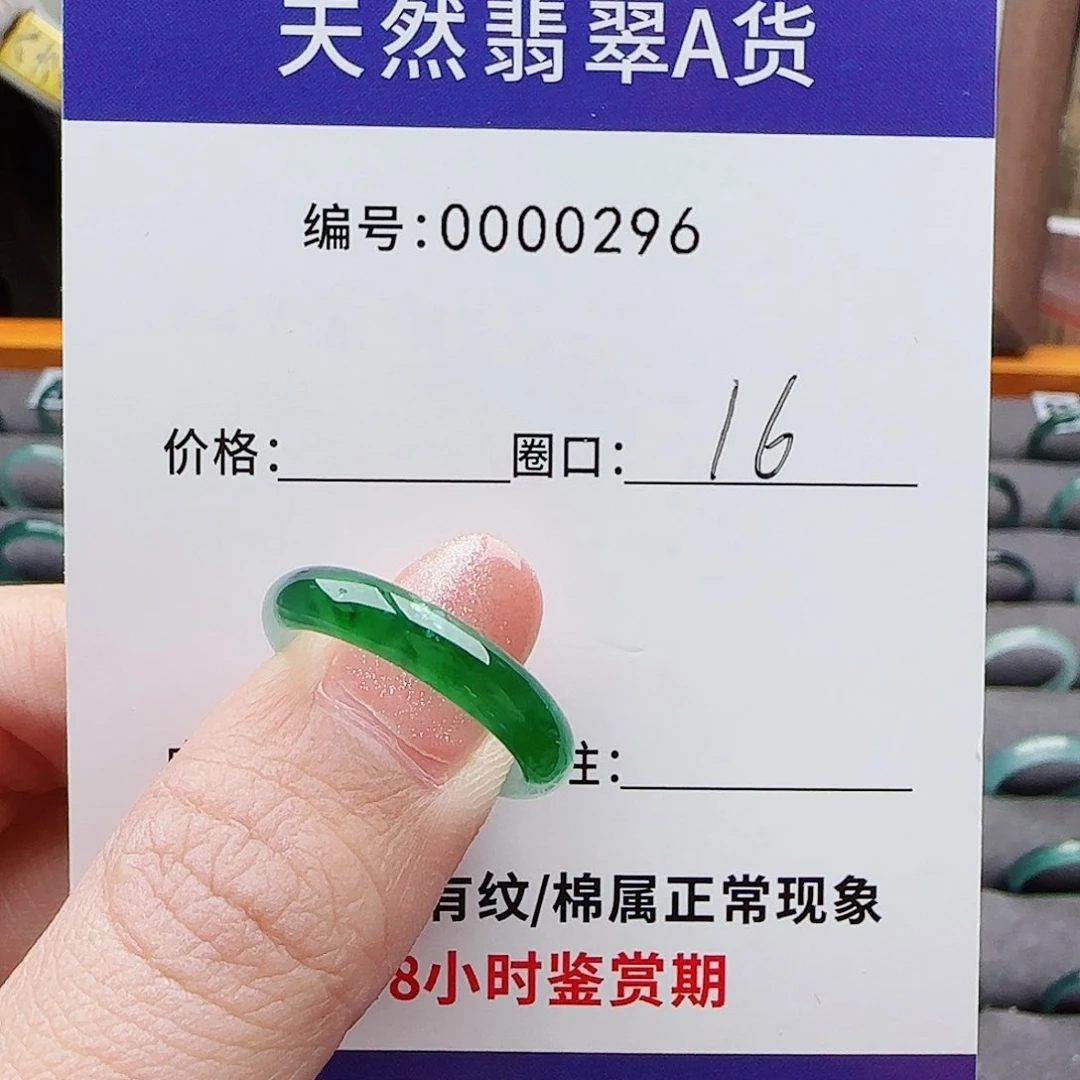 天然翡翠A货
编号:0000296
价格: 圈口: 16
注:
有纹/棉属正常现象
8小时鉴赏期